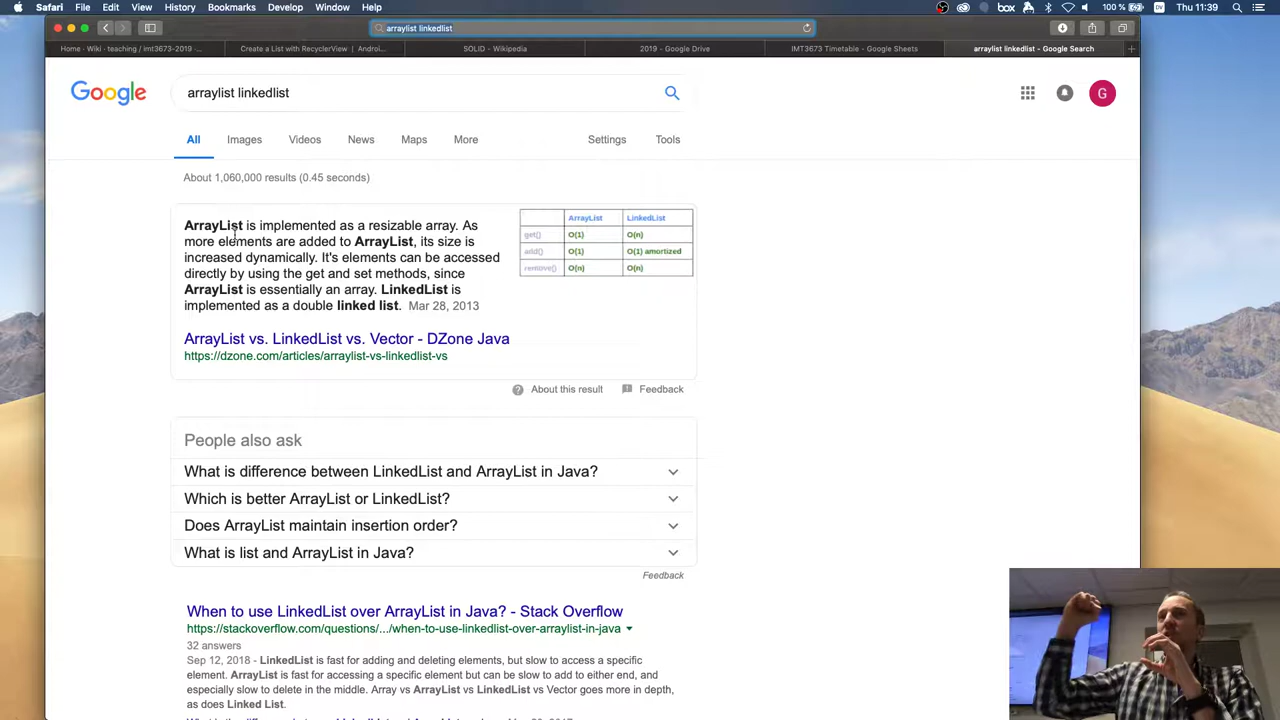 Safari File Edit View History Bookmarks Develop Window Help
box
100 %
DV
Thu 11:39
arraylist linkedlist
Home · Wiki · teaching / imt3673-2019 ·...
Create a List with RecyclerView | Androi...
SOLID - Wikipedia
2019 - Google Drive
IMT3673 Timetable - Google Sheets
arraylist linkedlist - Google Search
Google
arraylist linkedlist
G
All Images Videos News Maps More Settings Tools
About 1,060,000 results (0.45 seconds)
ArrayList is implemented as a resizable array. As
more elements are added to ArrayList, its size is
increased dynamically. It's elements can be accessed
directly by using the get and set methods, since
ArrayList is essentially an array. LinkedList is
implemented as a double linked list. Mar 28, 2013
ArrayList LinkedList
get() O(1) O(n)
add() O(1) O(1) amortized
remove() O(n) O(n)
ArrayList vs. LinkedList vs. Vector - DZone Java
https://dzone.com/articles/arraylist-vs-linkedlist-vs
About this result Feedback
People also ask
What is difference between LinkedList and ArrayList in Java?
Which is better ArrayList or LinkedList?
Does ArrayList maintain insertion order?
What is list and ArrayList in Java?
Feedback
When to use LinkedList over ArrayList in Java? - Stack Overflow
https://stackoverflow.com/questions/.../when-to-use-linkedlist-over-arraylist-in-java
32 answers
Sep 12, 2018 - LinkedList is fast for adding and deleting elements, but slow to access a specific
element. ArrayList is fast for accessing a specific element but can be slow to add to either end, and
especially slow to delete in the middle. Array vs ArrayList vs LinkedList vs Vector goes more in depth,
as does Linked List.